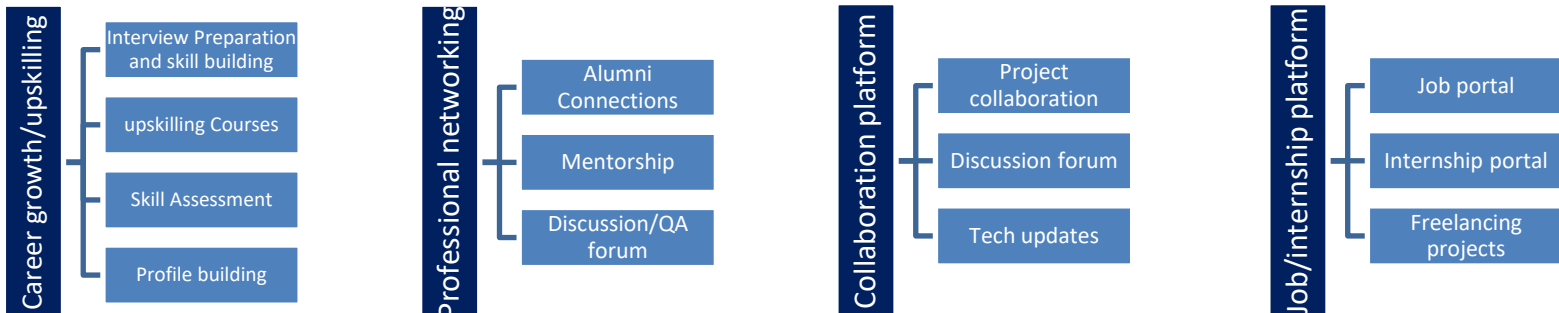 Career growth/upskilling
Interview Preparation
and skill building
upskilling Courses
Skill Assessment
Profile building
Professional networking
Alumni
Connections
Mentorship
Discussion/QA
forum
Collaboration platform
Project
collaboration
Discussion forum
Tech updates
Job/internship platform
Job portal
Internship portal
Freelancing
projects